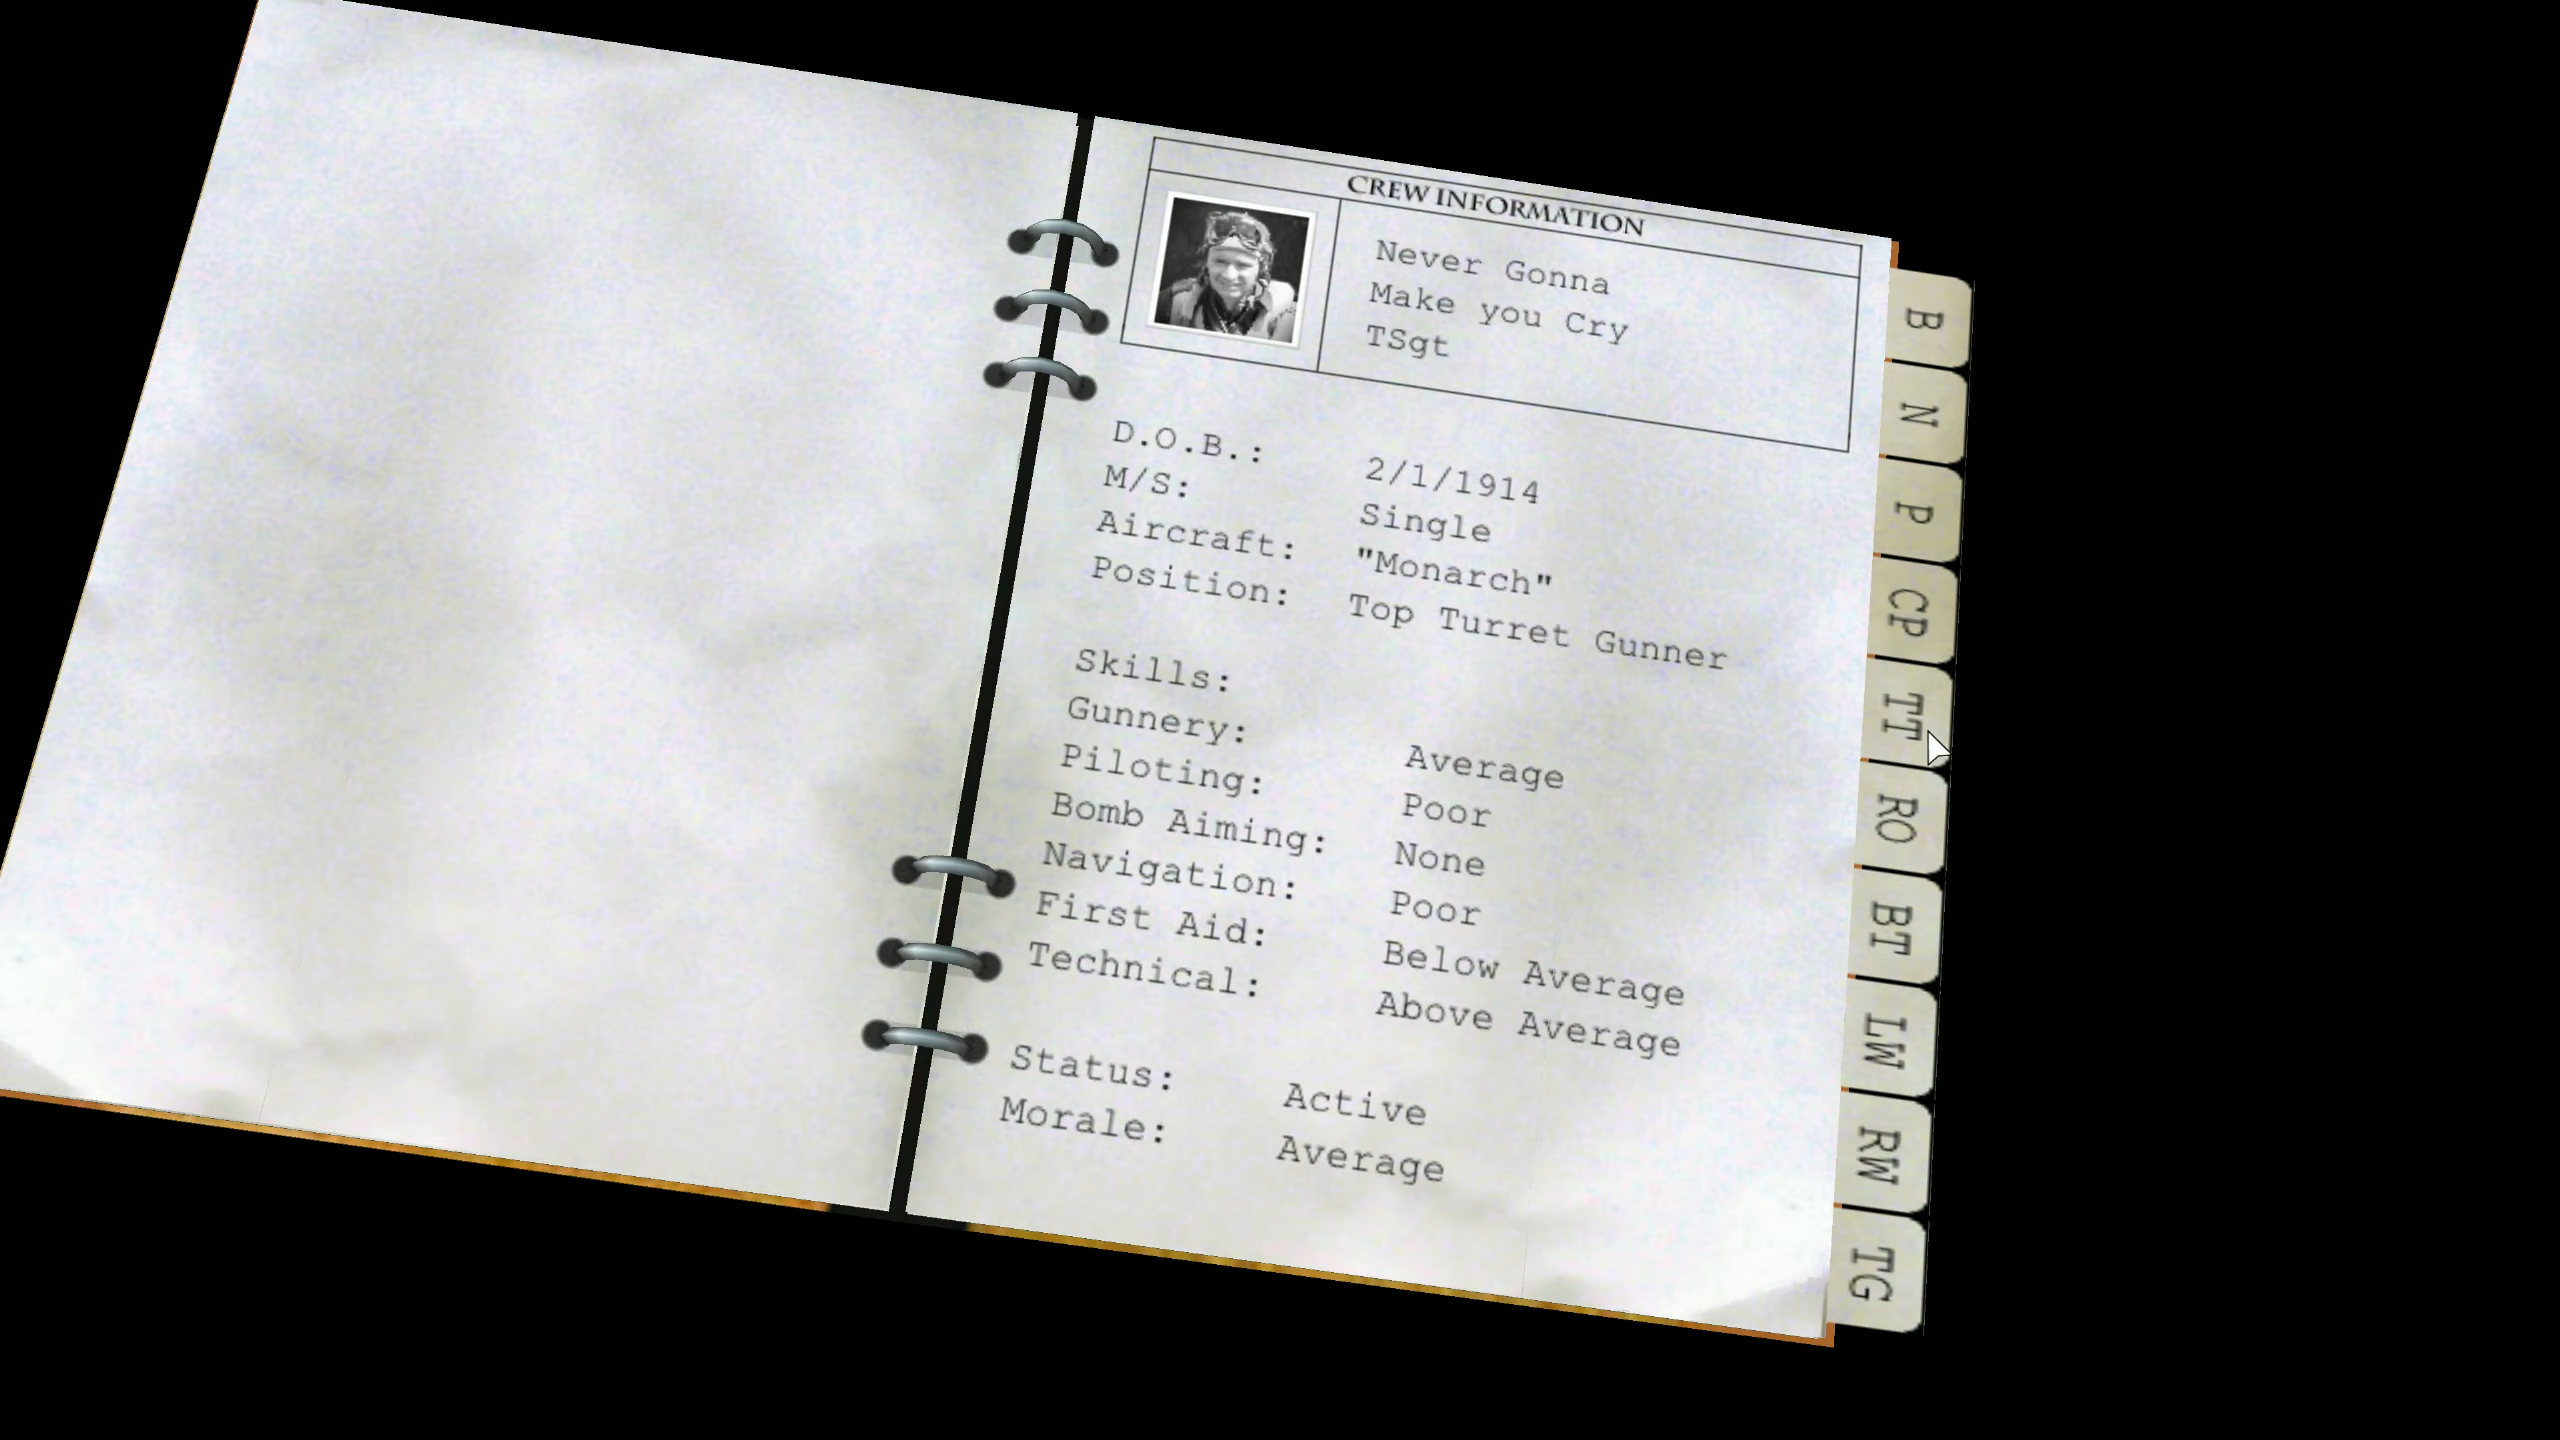 CREW INFORMATION
Never Gonna
Make you Cry
TSgt
D.O.B.: 2/1/1914
M/S: Single
Aircraft: "Monarch"
Position: Top Turret Gunner
Skills:
Gunnery: Average
Piloting: Poor
Bomb Aiming: None
Navigation: Poor
First Aid: Below Average
Technical: Above Average
Status: Active
Morale: Average
B
N
P
CP
TT
RO
BT
LW
RW
TG